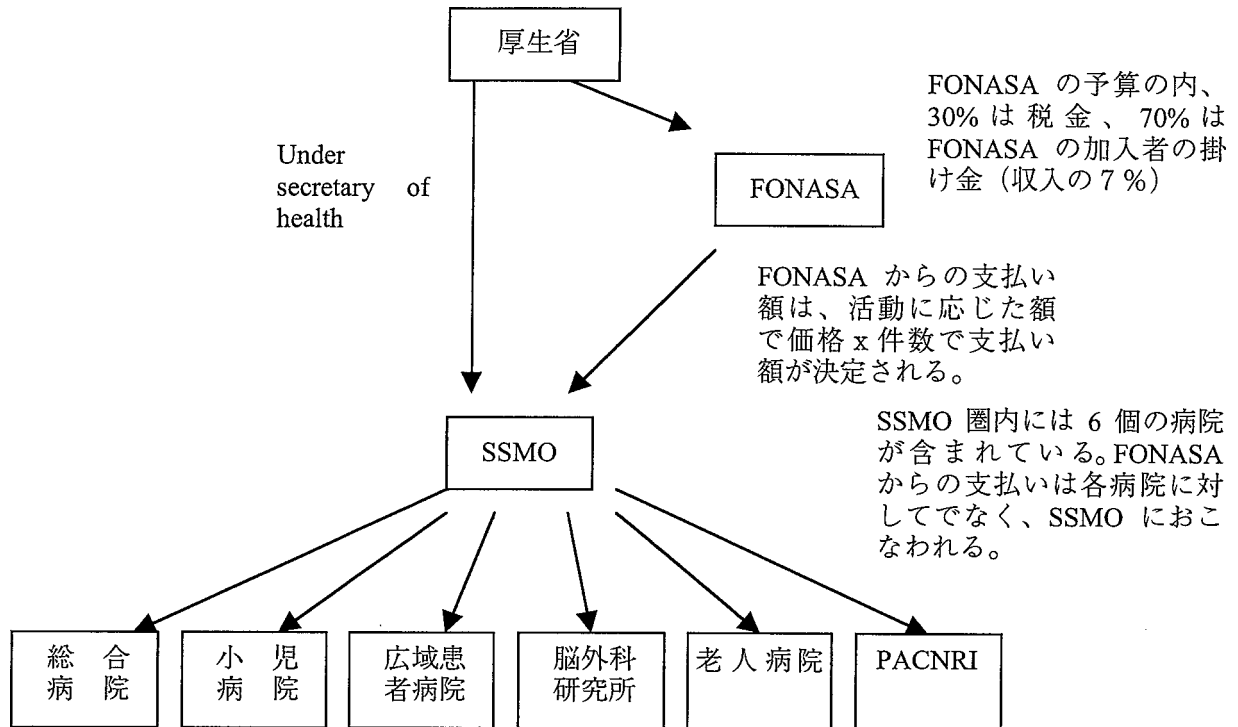 厚生省
FONASA の予算の内、
30% は 税 金 、 70% は
FONASA の加入者の掛
け金（収入の７％）
Under
secretary of
health
FONASA
FONASA からの支払い
額は、活動に応じた額
で価格 x 件数で支払い
額が決定される。
SSMO
SSMO 圏内には 6 個の病院
が含まれている。FONASA
からの支払いは各病院に対
してでなく、SSMO におこ
なわれる。
総 合
病 院
小 児
病 院
広域患
者病院
脳外科
研究所
老人病院
PACNRI